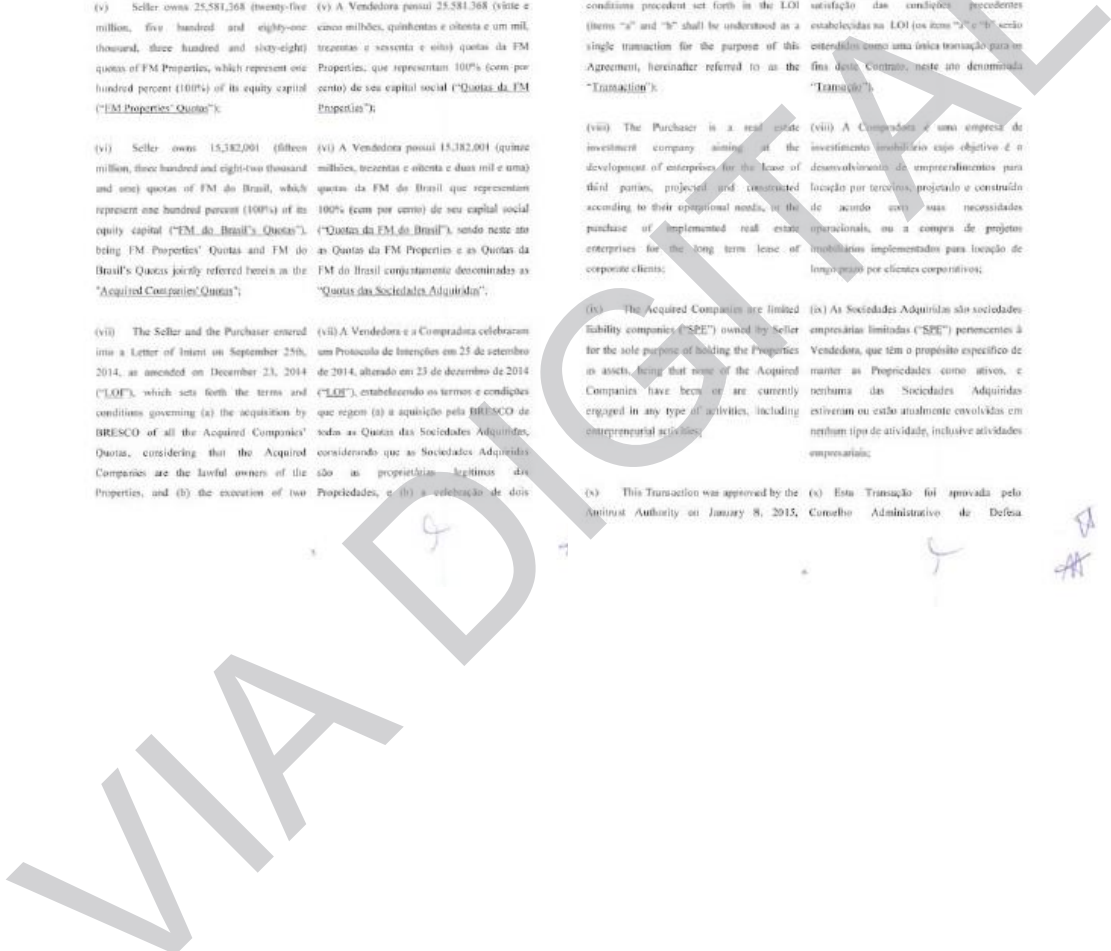 (v) Seller owns 25,581,368 (twenty-five
million, five hundred and eighty-one
thousand, three hundred and sixty-eight)
quotas of FM Properties, which represent one
hundred percent (100%) of its equity capital
("FM Properties' Quotas");
(vi) Seller owns 15,382,001 (fifteen
million, three hundred and eight-two thousand
and one) quotas of FM do Brasil, which
represent one hundred percent (100%) of its
equity capital ("FM do Brasil's Quotas"),
being FM Properties' Quotas and FM do
Brasil's Quotas jointly referred herein as the
"Acquired Companies' Quotas";
(vii) The Seller and the Purchaser entered
into a Letter of Intent on September 25th,
2014, as amended on December 23, 2014
("LOI"), which sets forth the terms and
conditions governing (a) the acquisition by
BRESCO of all the Acquired Companies'
Quotas, considering that the Acquired
Companies are the lawful owners of the
Properties, and (b) the execution of two
(v) A Vendedora possui 25.581.368 (vinte e
cinco milhões, quinhentas e oitenta e um mil,
trezentas e sessenta e oito) quotas da FM
Properties, que representam 100% (cem por
cento) de seu capital social ("Quotas da FM
Properties");
(vi) A Vendedora possui 15.382.001 (quinze
milhões, trezentas e oitenta e duas mil e uma)
quotas da FM do Brasil que representam
100% (cem por cento) de seu capital social
("Quotas da FM do Brasil"), sendo neste ato
as Quotas da FM Properties e as Quotas da
FM do Brasil conjuntamente denominadas as
"Quotas das Sociedades Adquiridas";
(vii) A Vendedora e a Compradora celebraram
um Protocolo de Intenções em 25 de setembro
de 2014, alterado em 23 de dezembro de 2014
("LOI"), estabelecendo os termos e condições
que regem (a) a aquisição pela BRESCO de
todas as Quotas das Sociedades Adquiridas,
considerando que as Sociedades Adquiridas
são as proprietárias legítimas das
Propriedades, e (b) a celebração de dois
conditions precedent set forth in the LOI
(items "a" and "b" shall be understood as a
single transaction for the purpose of this
Agreement, hereinafter referred to as the
"Transaction");
(viii) The Purchaser is a real estate
investment company aiming at the
development of enterprises for the lease of
third parties, projected and constructed
according to their operational needs, or the
purchase of implemented real estate
enterprises for the long term lease of
corporate clients;
(ix) The Acquired Companies are limited
liability companies ("SPE") owned by Seller
for the sole purpose of holding the Properties
as assets, being that none of the Acquired
Companies have been or are currently
engaged in any type of activities, including
entrepreneurial activities;
(x) This Transaction was approved by the
Antitrust Authority on January 8, 2015,
satisfação das condições precedentes
estabelecidas na LOI (os itens "a" e "b" serão
entendidos como uma única transação para os
fins deste Contrato, neste ato denominada
"Transação");
(viii) A Compradora é uma empresa de
investimento imobiliário cujo objetivo é o
desenvolvimento de empreendimentos para
locação por terceiros, projetado e construído
de acordo com suas necessidades
operacionais, ou a compra de projetos
imobiliários implementados para locação de
longo prazo por clientes corporativos;
(ix) As Sociedades Adquiridas são sociedades
empresárias limitadas ("SPE") pertencentes à
Vendedora, que têm o propósito específico de
manter as Propriedades como ativos, e
nenhuma das Sociedades Adquiridas
estiveram ou estão atualmente envolvidas em
nenhum tipo de atividade, inclusive atividades
empresariais;
(x) Esta Transação foi aprovada pelo
Conselho Administrativo de Defesa
VIA DIGITAL